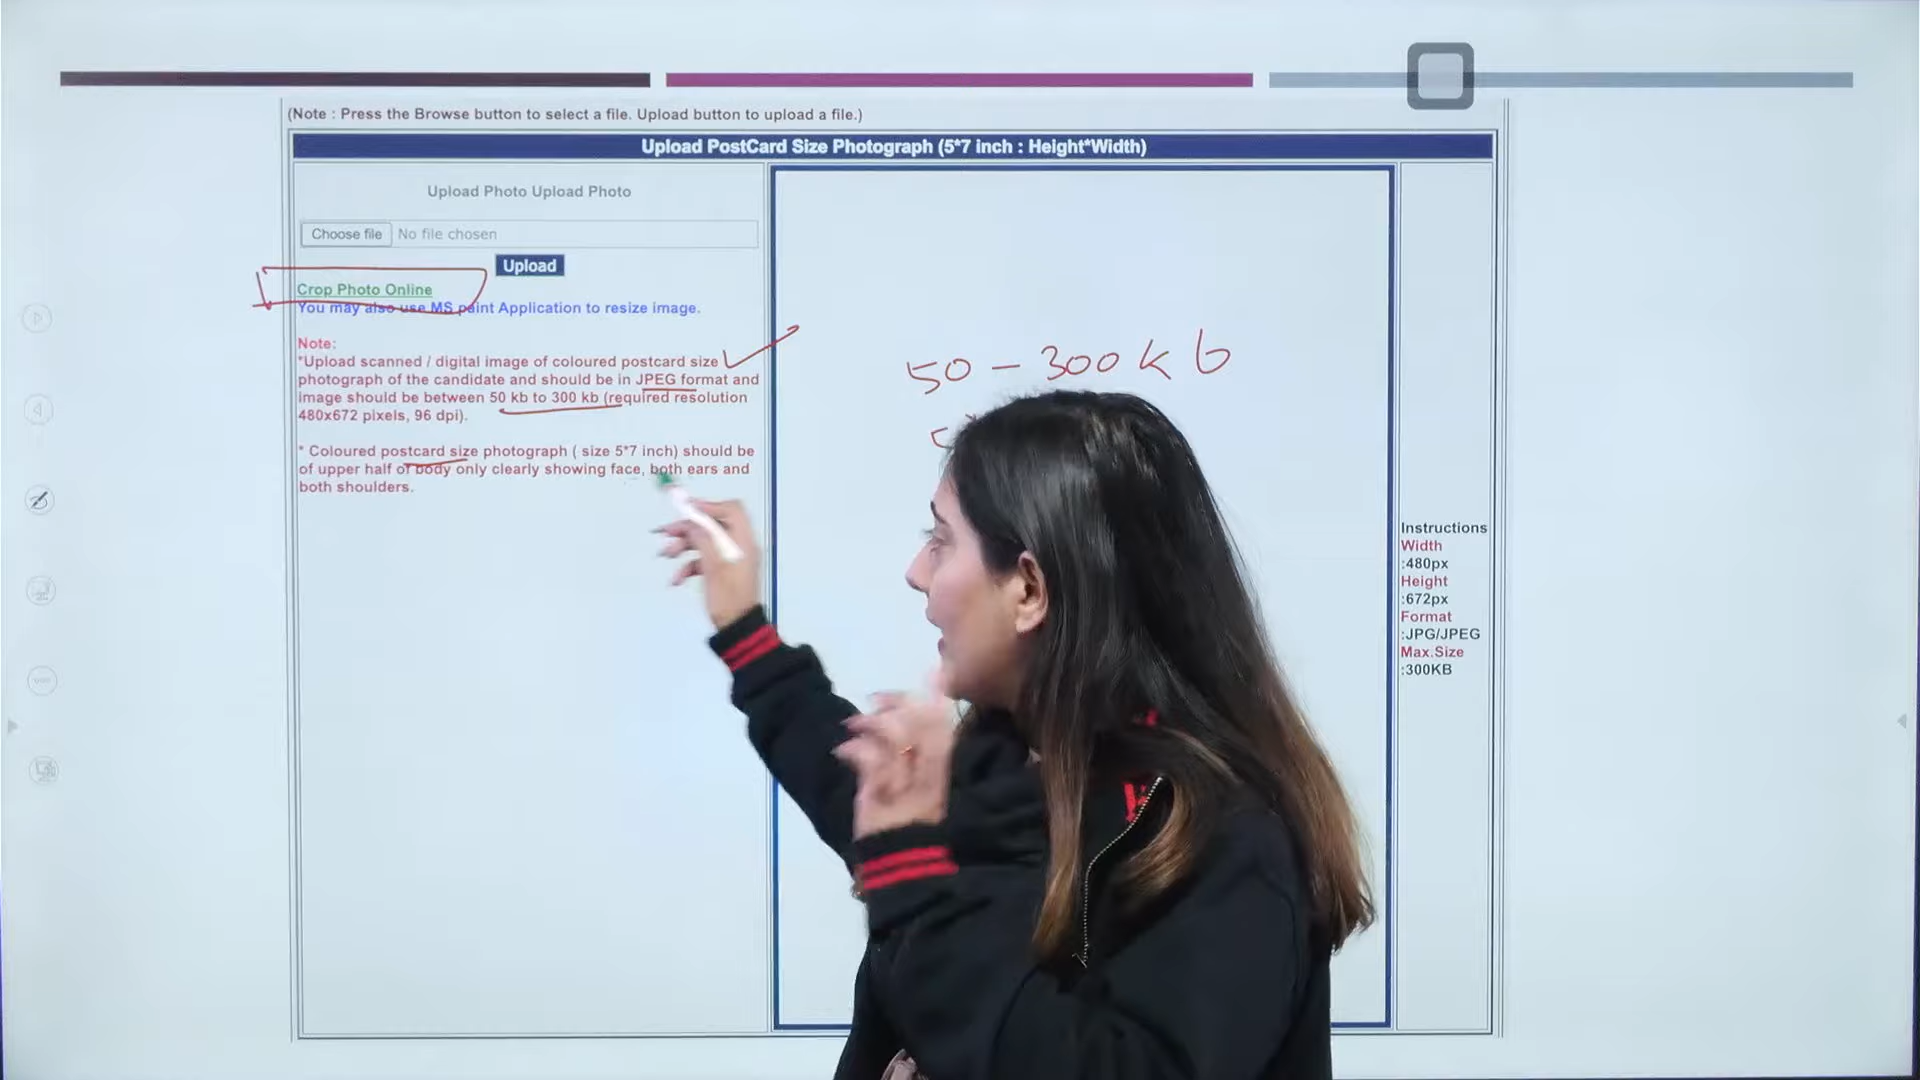 (Note : Press the Browse button to select a file. Upload button to upload a file.)
Upload PostCard Size Photograph (5*7 inch : Height*Width)
Upload Photo Upload Photo
Choose file No file chosen
Upload
Crop Photo Online
You may also use MS paint Application to resize image.
Note:
*Upload scanned / digital image of coloured postcard size
photograph of the candidate and should be in JPEG format and
image should be between 50 kb to 300 kb (required resolution
480x672 pixels, 96 dpi).
* Coloured postcard size photograph ( size 5*7 inch) should be
of upper half of body only clearly showing face, both ears and
both shoulders.
50 - 300 kb
Instructions
Width
:480px
Height
:672px
Format
:JPG/JPEG
Max.Size
:300KB